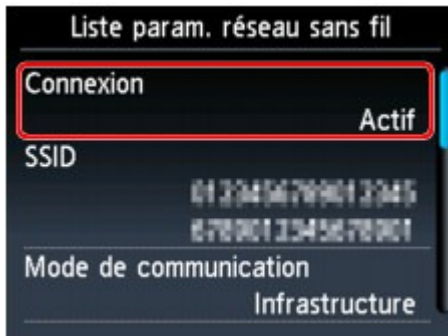 Liste param. réseau sans fil
Connexion
Actif
SSID
Mode de communication
Infrastructure